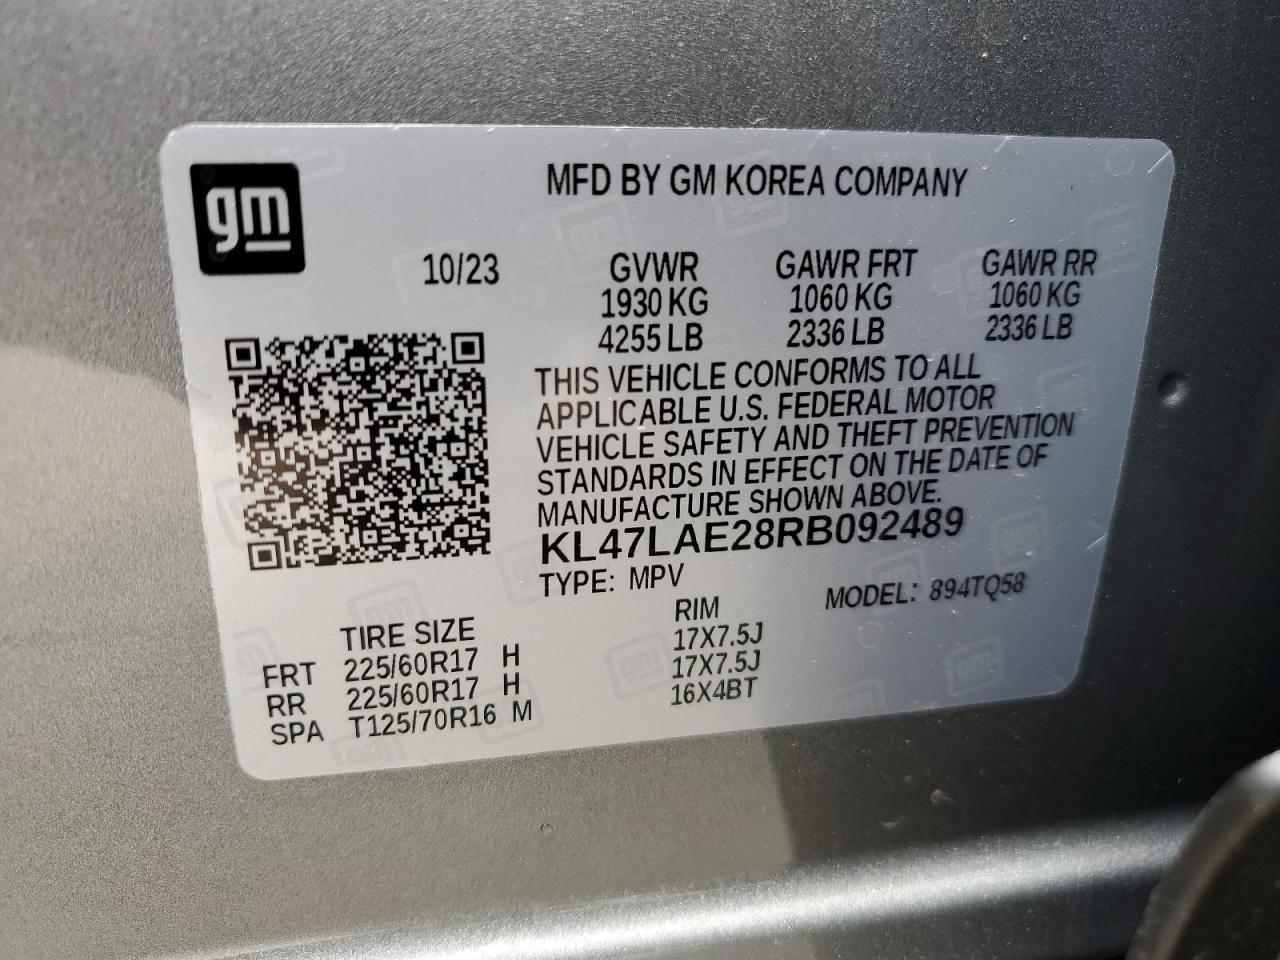 gm
MFD BY GM KOREA COMPANY
10/23 GVWR GAWR FRT GAWR RR
1930 KG 1060 KG 1060 KG
4255 LB 2336 LB 2336 LB
THIS VEHICLE CONFORMS TO ALL
APPLICABLE U.S. FEDERAL MOTOR
VEHICLE SAFETY AND THEFT PREVENTION
STANDARDS IN EFFECT ON THE DATE OF
MANUFACTURE SHOWN ABOVE.
KL47LAE28RB092489
TYPE: MPV MODEL: 894TQ58
TIRE SIZE RIM
FRT 225/60R17 H 17X7.5J
RR 225/60R17 H 17X7.5J
SPA T125/70R16 M 16X4BT